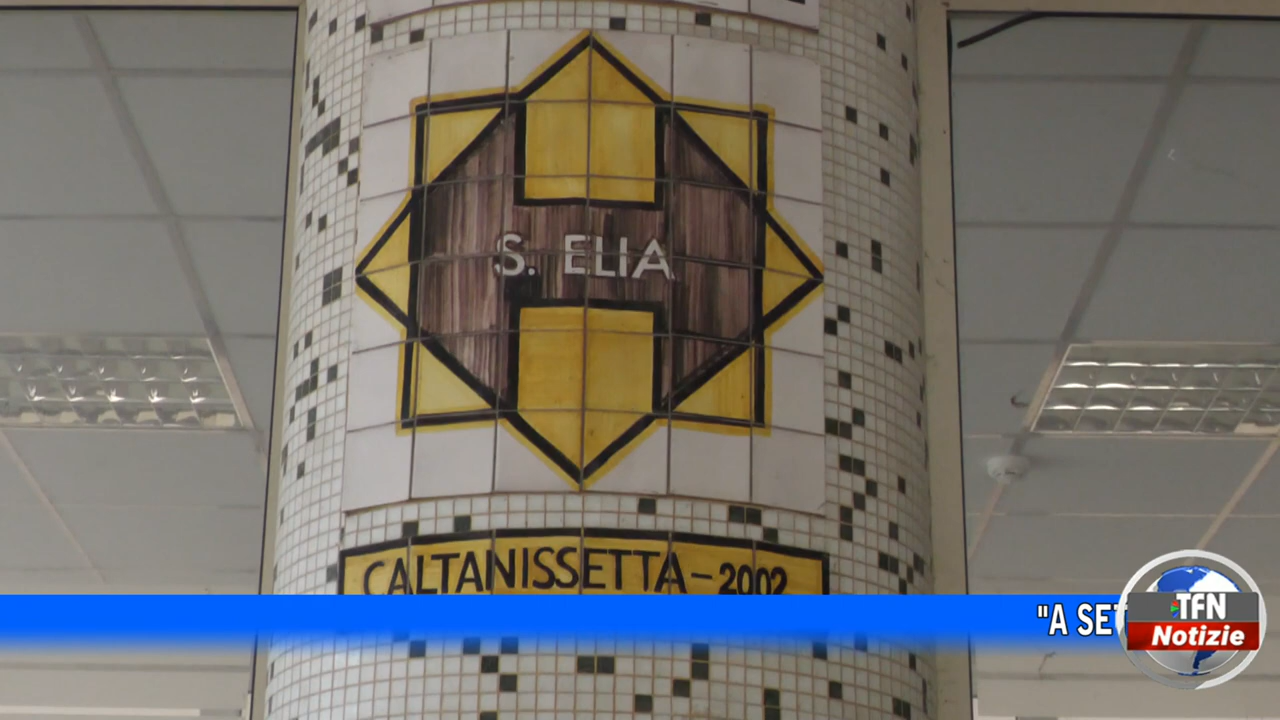 S. ELIA
CALTANISSETTA - 2002
"A SET
TFN
Notizie